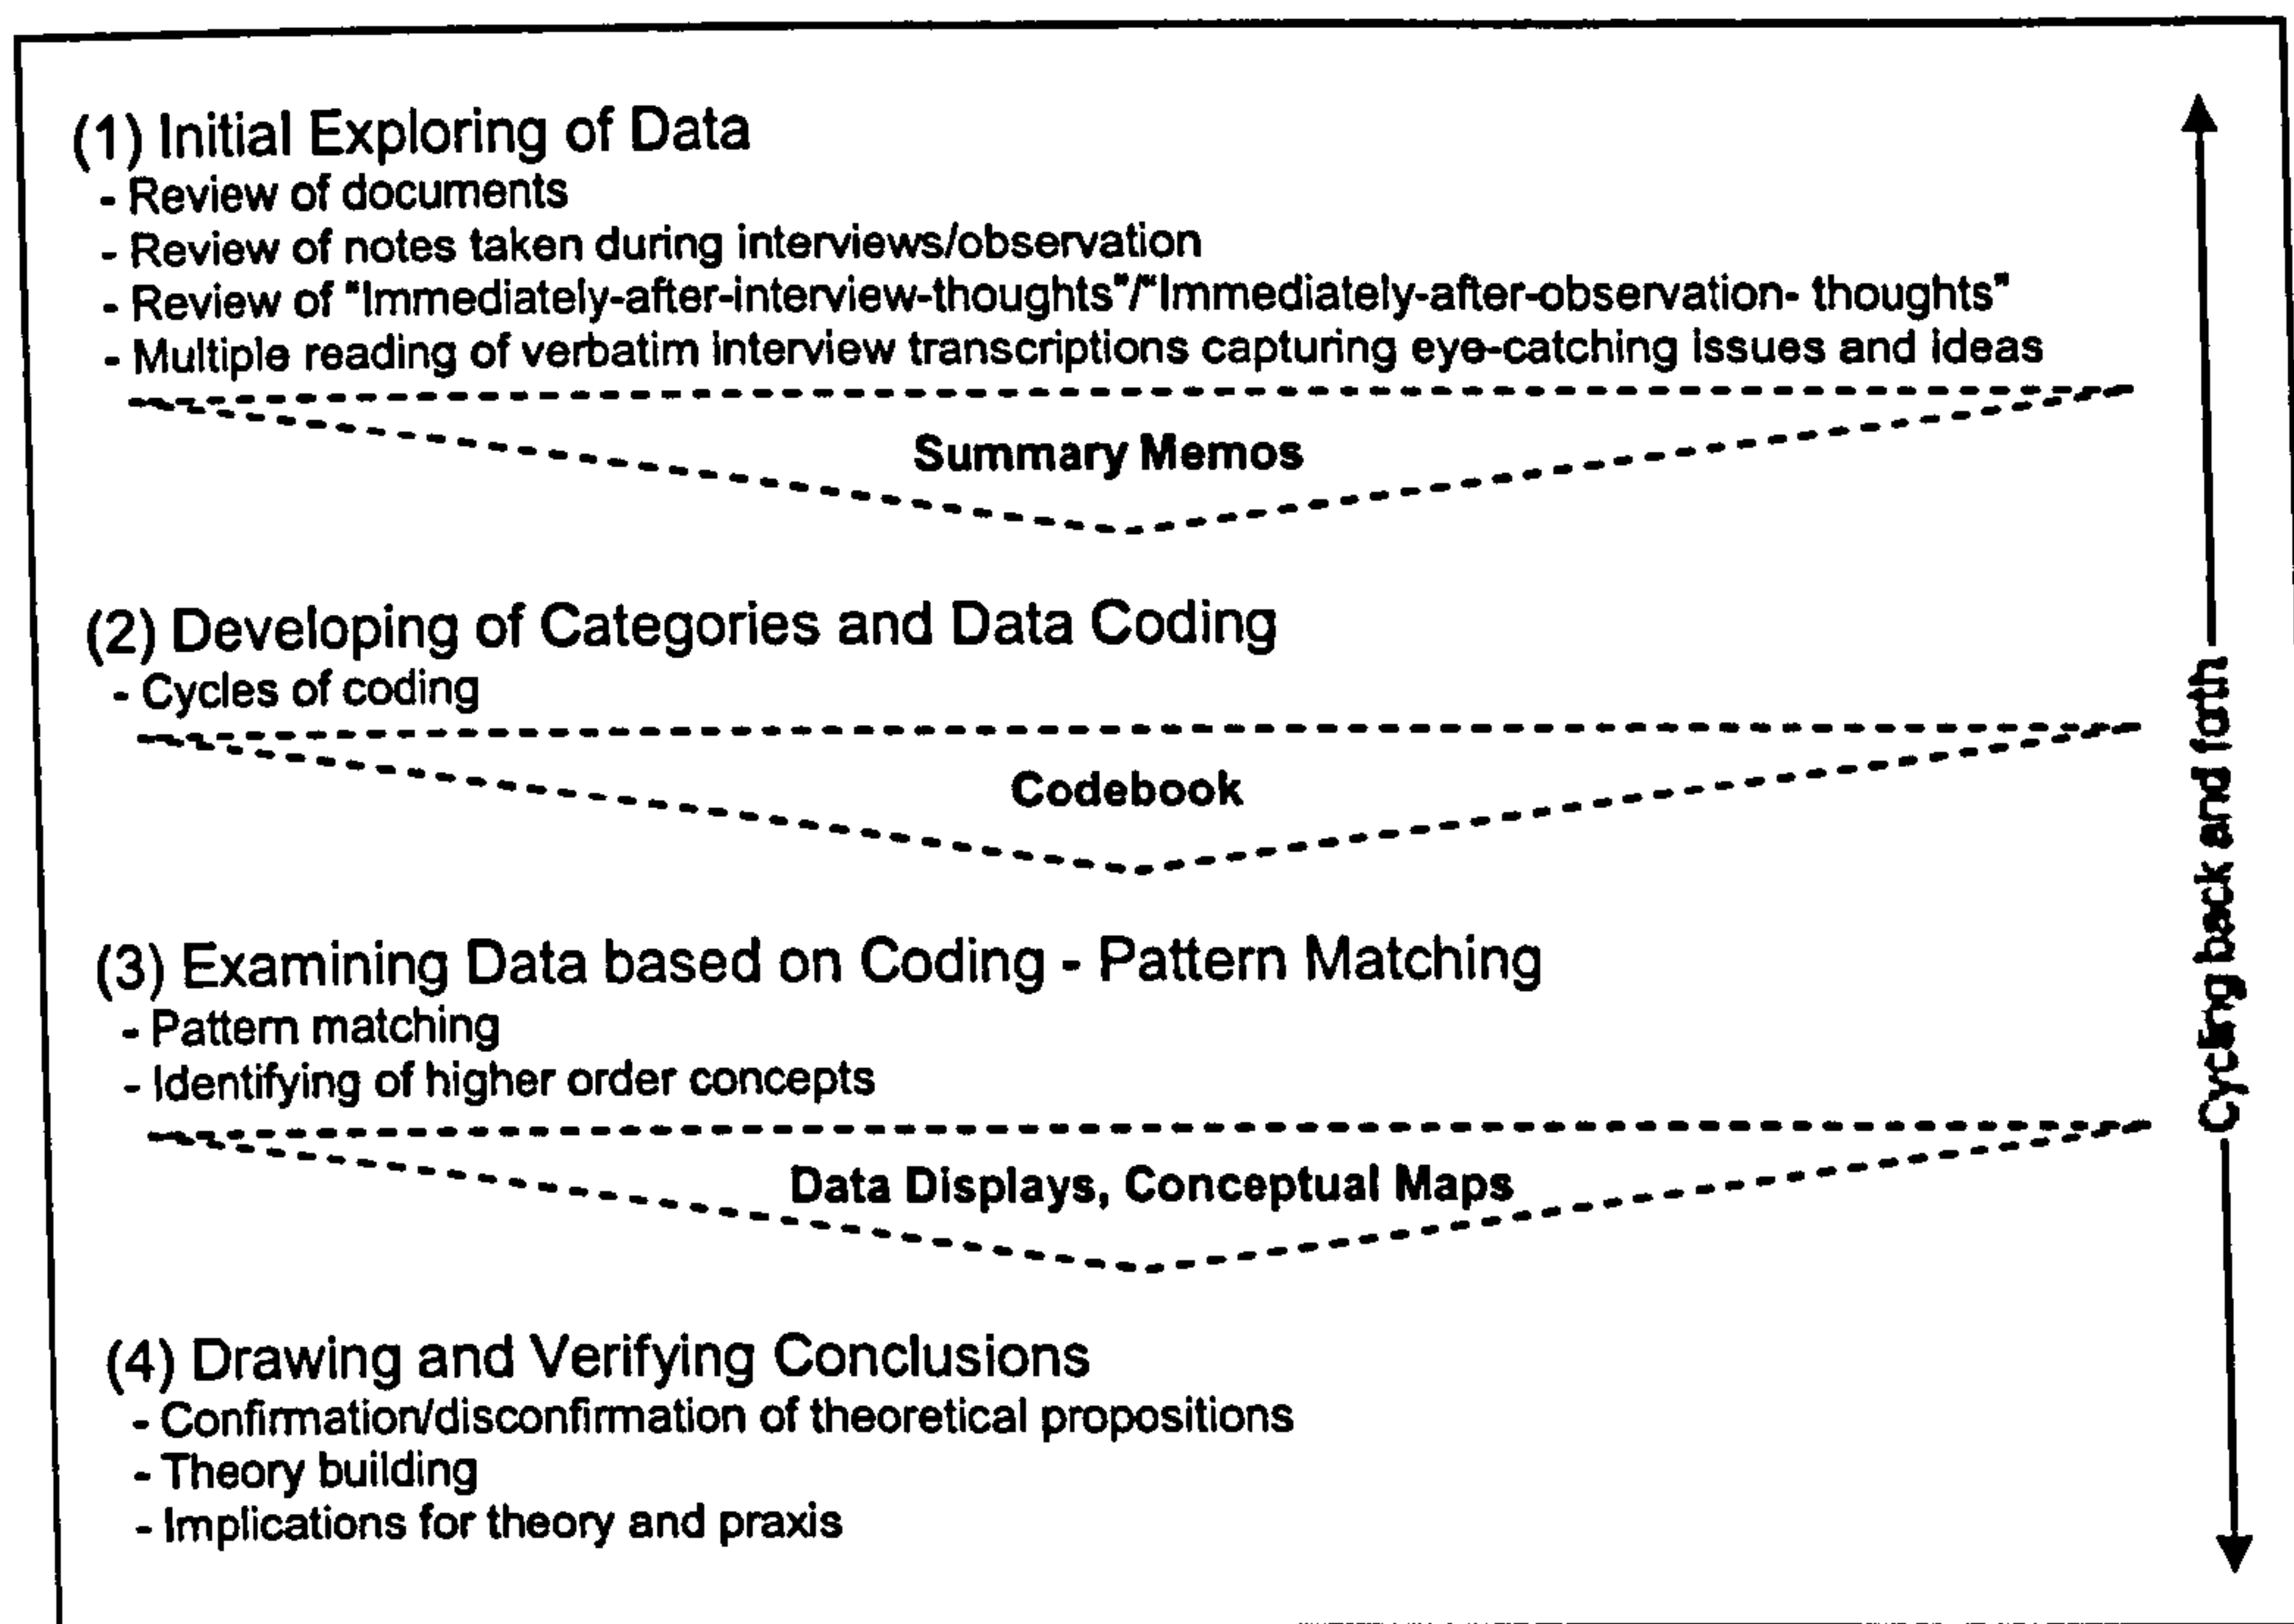 (1) Initial Exploring of Data
- Review of documents
- Review of notes taken during interviews/observation
- Review of "Immediately-after-interview-thoughts"/"Immediately-after-observation- thoughts"
- Multiple reading of verbatim interview transcriptions capturing eye-catching issues and ideas
Summary Memos
(2) Developing of Categories and Data Coding
- Cycles of coding
Codebook
(3) Examining Data based on Coding - Pattern Matching
- Pattern matching
- Identifying of higher order concepts
Data Displays, Conceptual Maps
(4) Drawing and Verifying Conclusions
- Confirmation/disconfirmation of theoretical propositions
- Theory building
- Implications for theory and praxis
Cycling back and forth